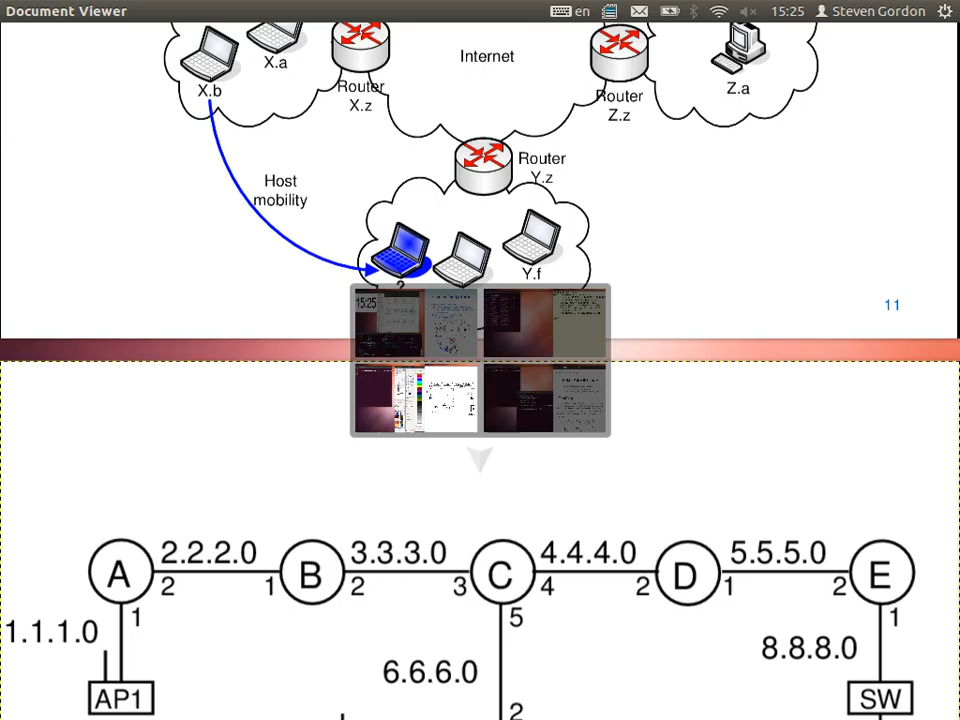 Document Viewer
en
15:25
Steven Gordon
X.b
X.a
Router
X.z
Internet
Router
Z.z
Z.a
Router
Y.z
Host
mobility
?
Y.f
11
15:25
A
2.2.2.0
B
3.3.3.0
C
4.4.4.0
D
5.5.5.0
E
2
1
2
3
4
2
1
2
1
5
1
1.1.1.0
6.6.6.0
8.8.8.0
AP1
SW
2